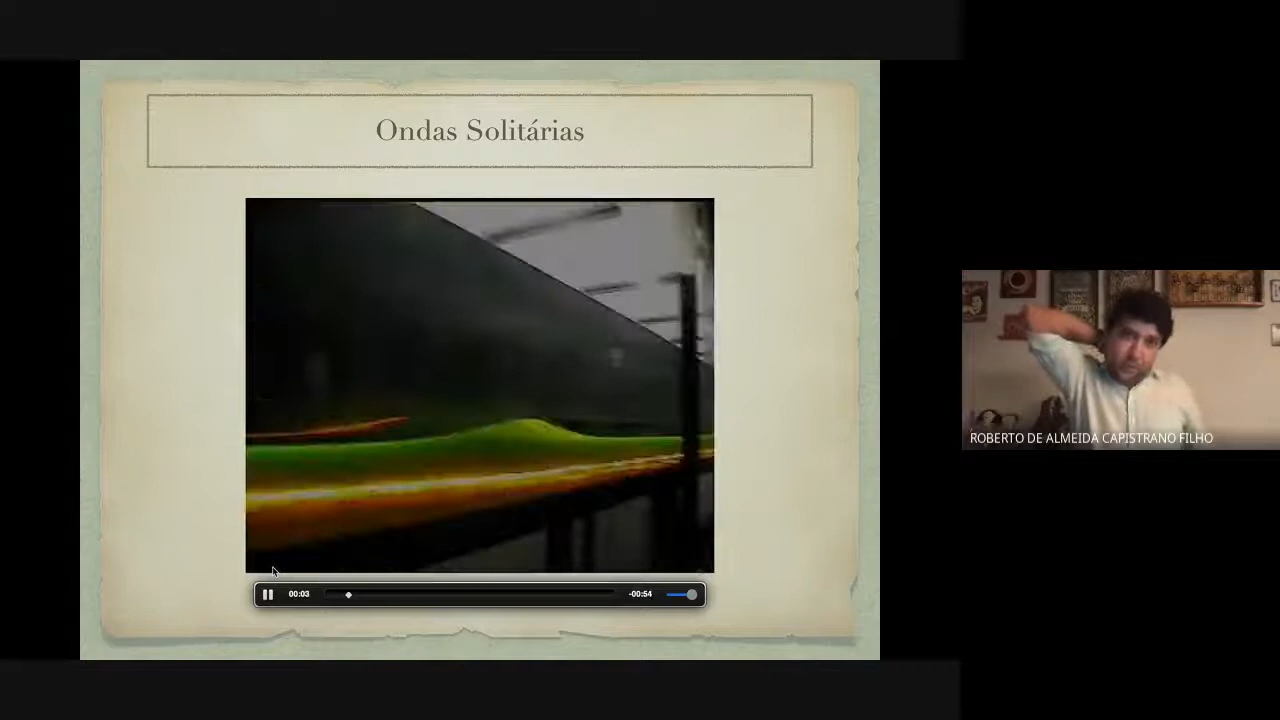 Ondas Solitárias
00:03
-00:54
ROBERTO DE ALMEIDA CAPISTRANO FILHO